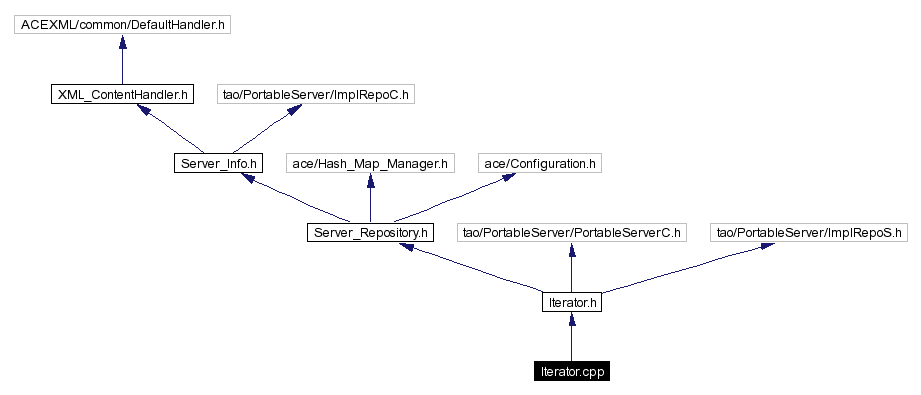 ACEXML/common/DefaultHandler.h
XML_ContentHandler.h
tao/PortableServer/ImplRepoC.h
Server_Info.h
ace/Hash_Map_Manager.h
ace/Configuration.h
Server_Repository.h
tao/PortableServer/PortableServerC.h
tao/PortableServer/ImplRepoS.h
Iterator.h
Iterator.cpp